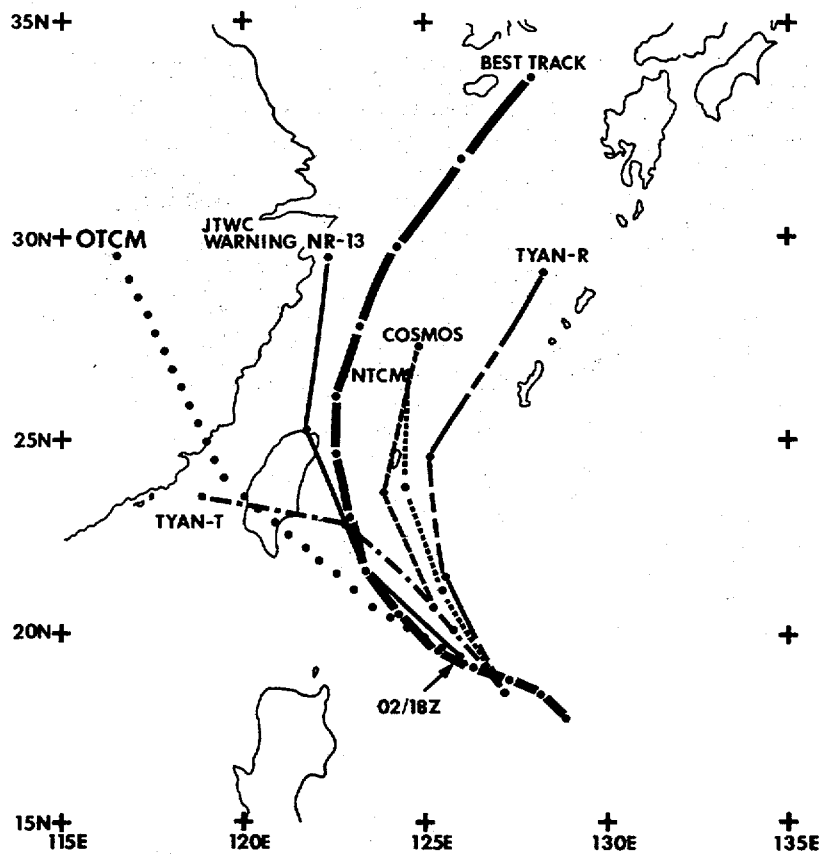 35N
BEST TRACK
30N
OTCM
JTWC
WARNING NR-13
TYAN-R
COSMOS
NTCM
25N
TYAN-T
20N
02/18Z
15N
115E
120E
125E
130E
135E